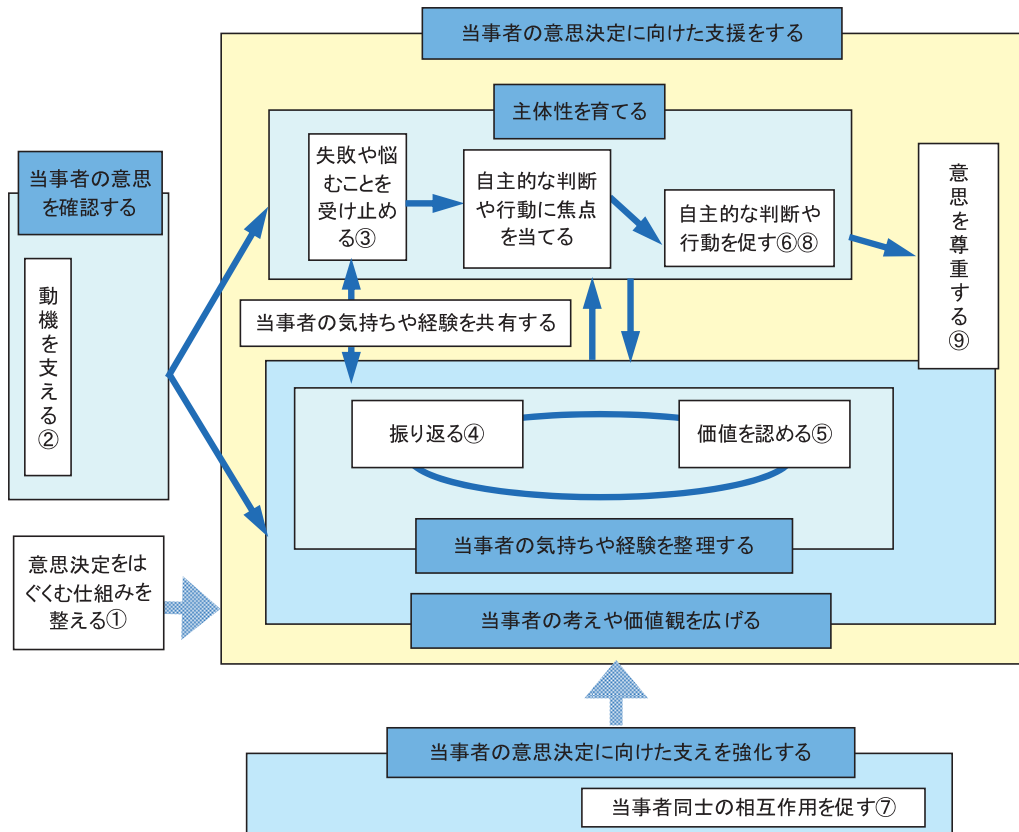 当事者の意思決定に向けた支援をする
主体性を育てる
失敗や悩
むことを
受け止め
る③
自主的な判断
や行動に焦点
を当てる
自主的な判断や
行動を促す⑥⑧
意思を尊重する⑨
当事者の意思
を確認する
動機を支える②
当事者の気持ちや経験を共有する
振り返る④
価値を認める⑤
当事者の気持ちや経験を整理する
意思決定をは
ぐくむ仕組みを
整える①
当事者の考えや価値観を広げる
当事者の意思決定に向けた支えを強化する
当事者同士の相互作用を促す⑦